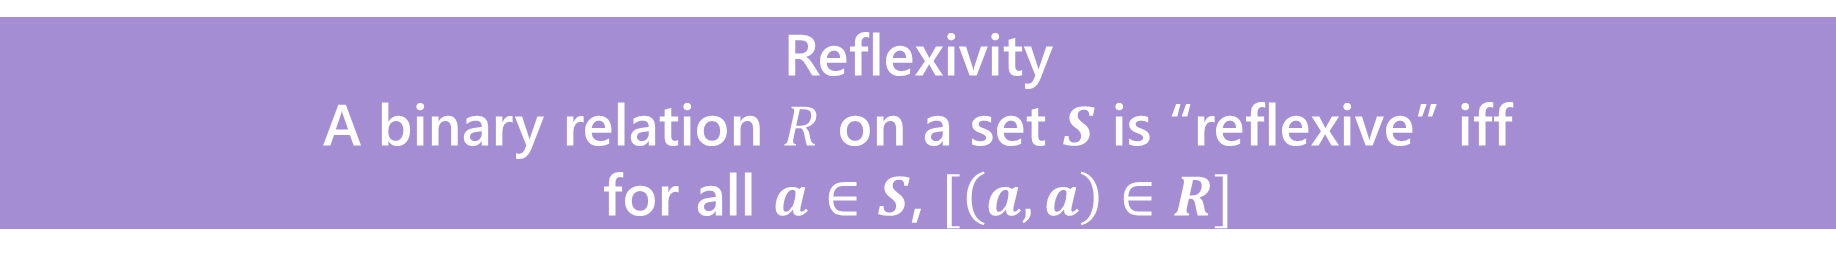 Reflexivity
A binary relation 𝑅 on a set 𝑺 is “reflexive” iff
for all 𝒂 ∈ 𝑺, [(𝒂, 𝒂) ∈ 𝑹]